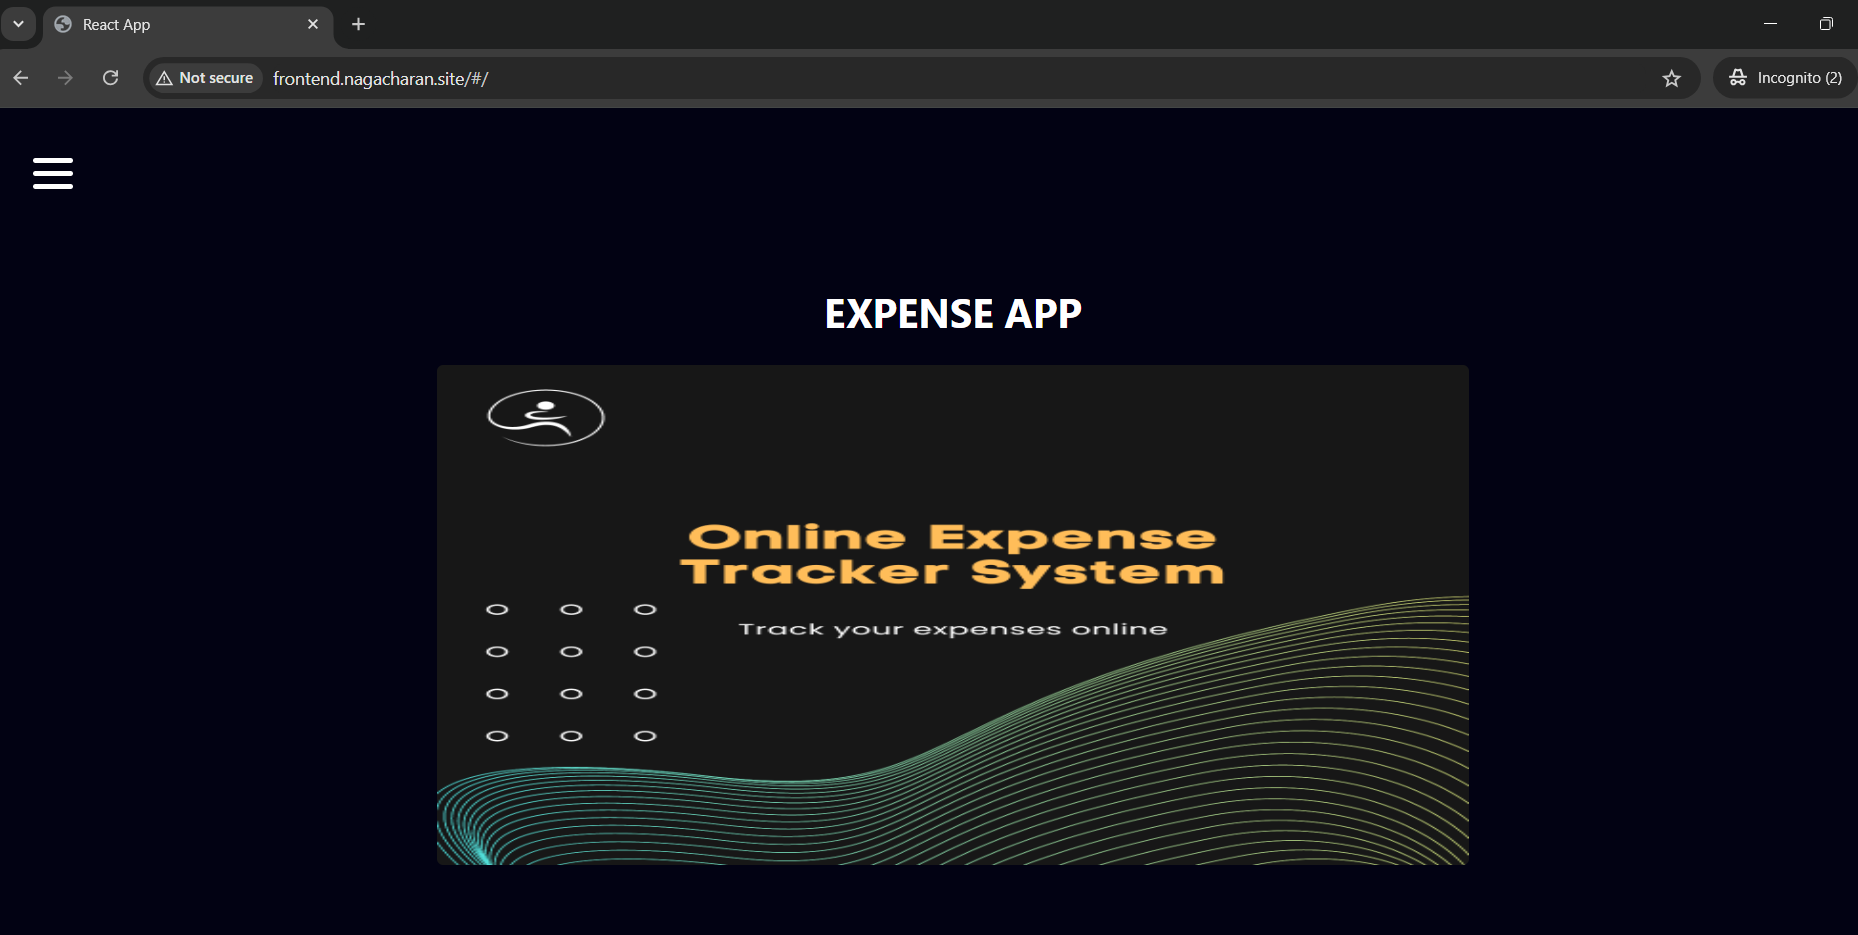 React App
Not secure
frontend.nagacharan.site/#/
Incognito (2)
EXPENSE APP
Online Expense
Tracker System
Track your expenses online